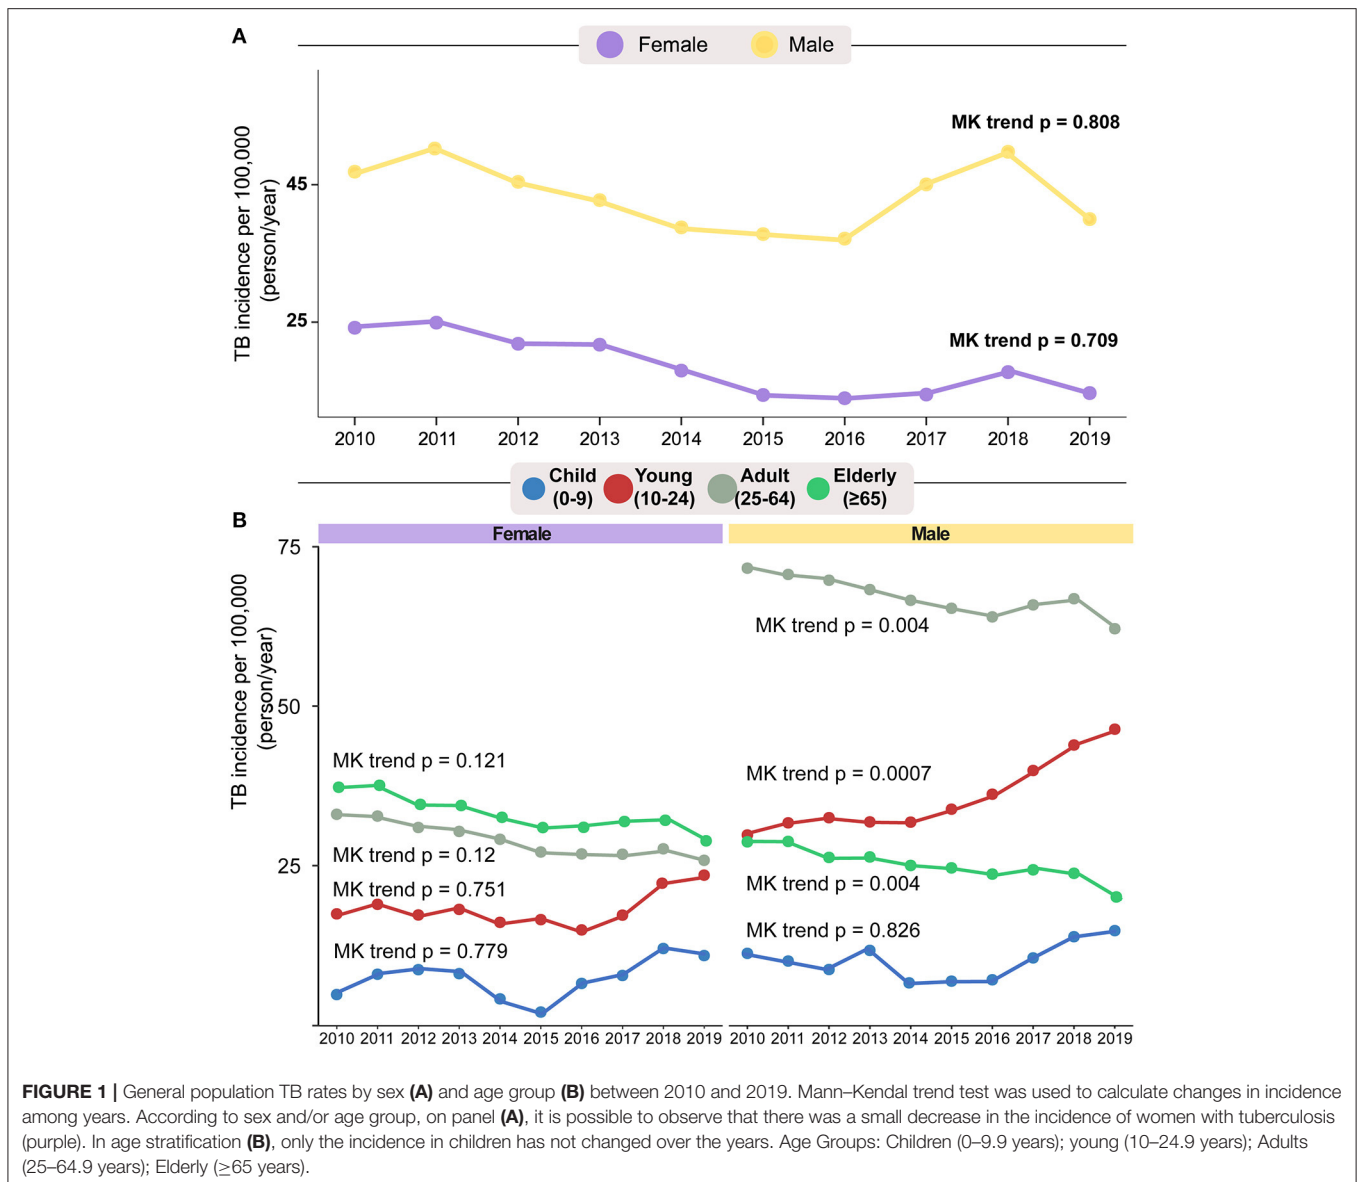 A
Female Male
TB incidence per 100,000
(person/year)
MK trend p = 0.808
45
25
MK trend p = 0.709
2010 2011 2012 2013 2014 2015 2016 2017 2018 2019
Child (0-9) Young (10-24) Adult (25-64) Elderly (≥65)
B
Female Male
TB incidence per 100,000
(person/year)
75
50
25
MK trend p = 0.121
MK trend p = 0.12
MK trend p = 0.751
MK trend p = 0.779
MK trend p = 0.004
MK trend p = 0.0007
MK trend p = 0.004
MK trend p = 0.826
2010 2011 2012 2013 2014 2015 2016 2017 2018 2019 2010 2011 2012 2013 2014 2015 2016 2017 2018 2019
FIGURE 1 | General population TB rates by sex (A) and age group (B) between 2010 and 2019. Mann–Kendal trend test was used to calculate changes in incidence
among years. According to sex and/or age group, on panel (A), it is possible to observe that there was a small decrease in the incidence of women with tuberculosis
(purple). In age stratification (B), only the incidence in children has not changed over the years. Age Groups: Children (0–9.9 years); young (10–24.9 years); Adults
(25–64.9 years); Elderly (≥65 years).